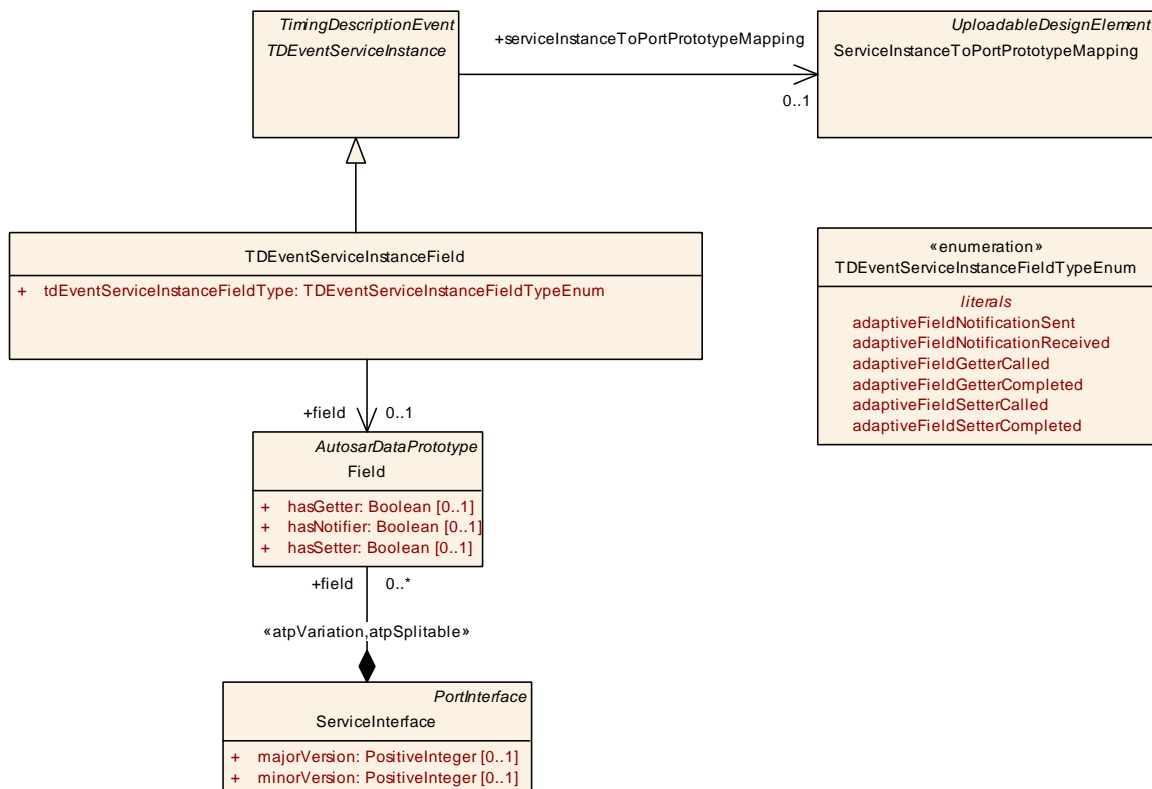 TimingDescriptionEvent
TDEventServiceInstance
+serviceInstanceToPortPrototypeMapping
0..1
UploadableDesignElement
ServiceInstanceToPortPrototypeMapping
TDEventServiceInstanceField
+ tdEventServiceInstanceFieldType: TDEventServiceInstanceFieldTypeEnum
«enumeration»
TDEventServiceInstanceFieldTypeEnum
literals
adaptiveFieldNotificationSent
adaptiveFieldNotificationReceived
adaptiveFieldGetterCalled
adaptiveFieldGetterCompleted
adaptiveFieldSetterCalled
adaptiveFieldSetterCompleted
+field 0..1
AutosarDataPrototype
Field
+ hasGetter: Boolean [0..1]
+ hasNotifier: Boolean [0..1]
+ hasSetter: Boolean [0..1]
+field 0..*
«atpVariation,atpSplitable»
PortInterface
ServiceInterface
+ majorVersion: PositiveInteger [0..1]
+ minorVersion: PositiveInteger [0..1]